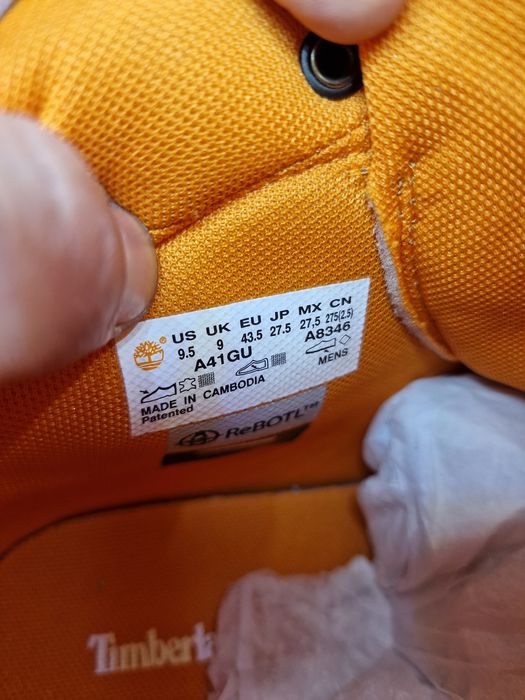 US UK EU JP MX CN
9.5 9 43.5 27.5 27,5 275(2.5)
A41GU A8346
MENS
MADE IN CAMBODIA
Patented
ReBOTL™
Timberla